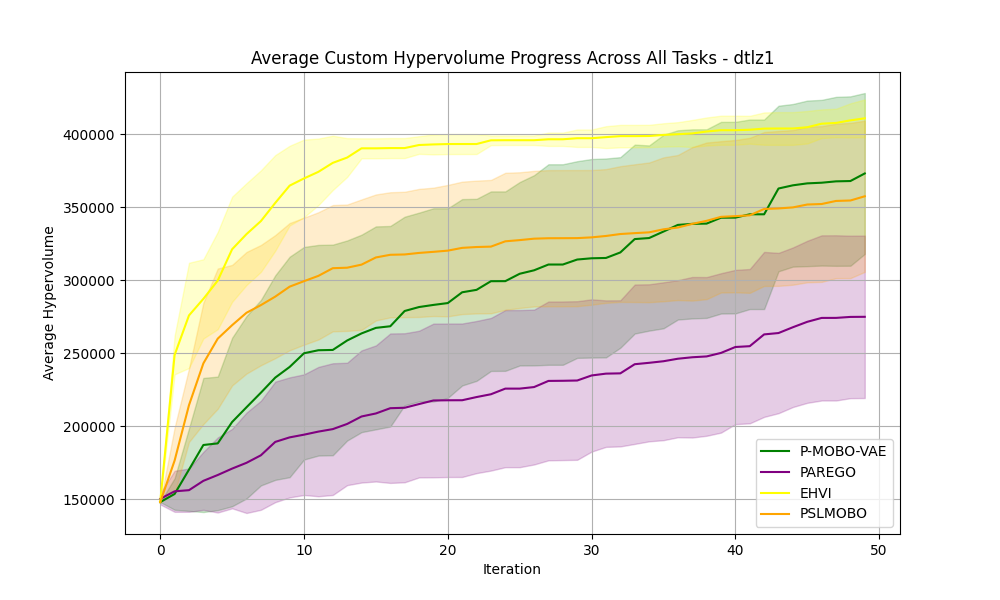 Average Custom Hypervolume Progress Across All Tasks - dtlz1
Average Hypervolume
400000
350000
300000
250000
200000
150000
0
10
20
30
40
50
Iteration
P-MOBO-VAE
PAREGO
EHVI
PSLMOBO